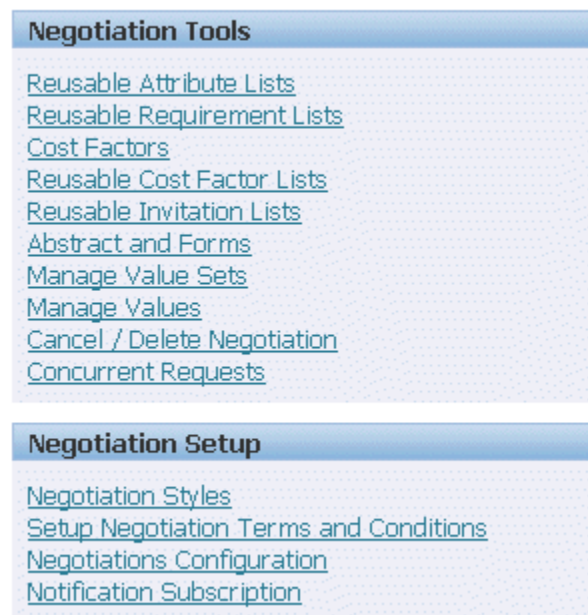 Negotiation Tools
Reusable Attribute Lists
Reusable Requirement Lists
Cost Factors
Reusable Cost Factor Lists
Reusable Invitation Lists
Abstract and Forms
Manage Value Sets
Manage Values
Cancel / Delete Negotiation
Concurrent Requests
Negotiation Setup
Negotiation Styles
Setup Negotiation Terms and Conditions
Negotiations Configuration
Notification Subscription